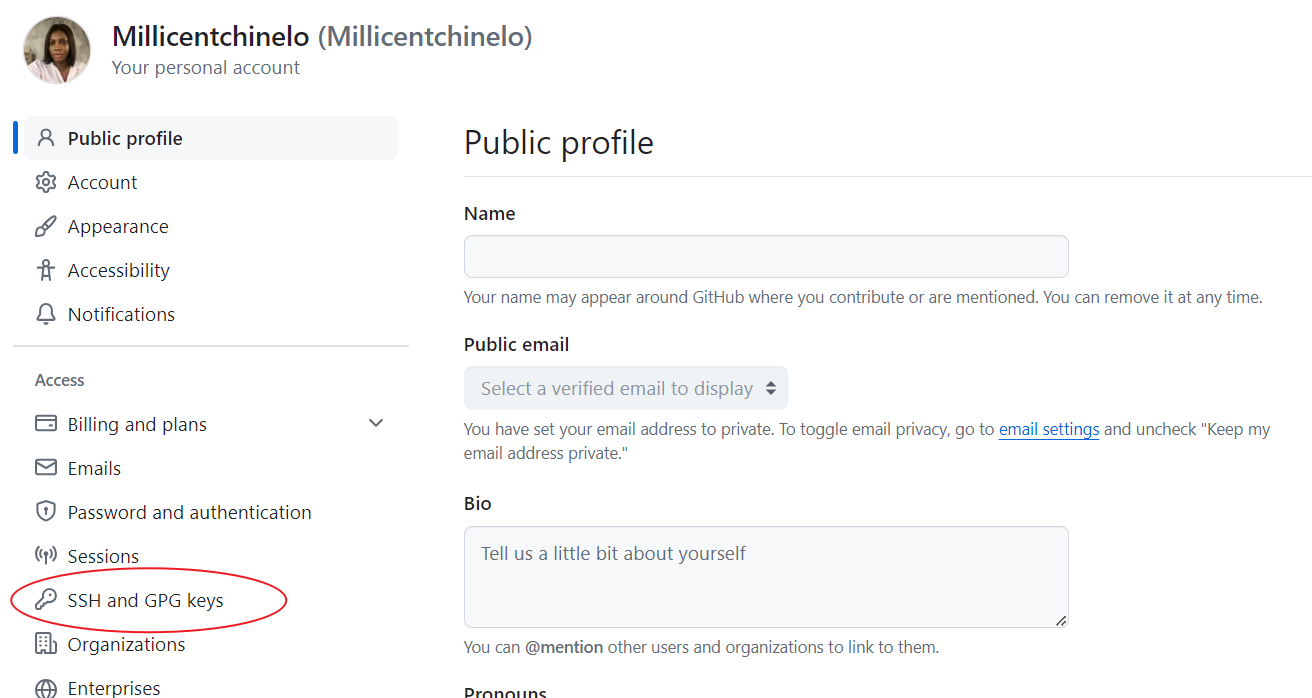 Millicentchinelo (Millicentchinelo)
Your personal account
Public profile
Account
Appearance
Accessibility
Notifications
Access
Billing and plans
Emails
Password and authentication
Sessions
SSH and GPG keys
Organizations
Enterprises
Public profile
Name
Your name may appear around GitHub where you contribute or are mentioned. You can remove it at any time.
Public email
Select a verified email to display
You have set your email address to private. To toggle email privacy, go to email settings and uncheck "Keep my
email address private."
Bio
Tell us a little bit about yourself
You can @mention other users and organizations to link to them.
Pronouns